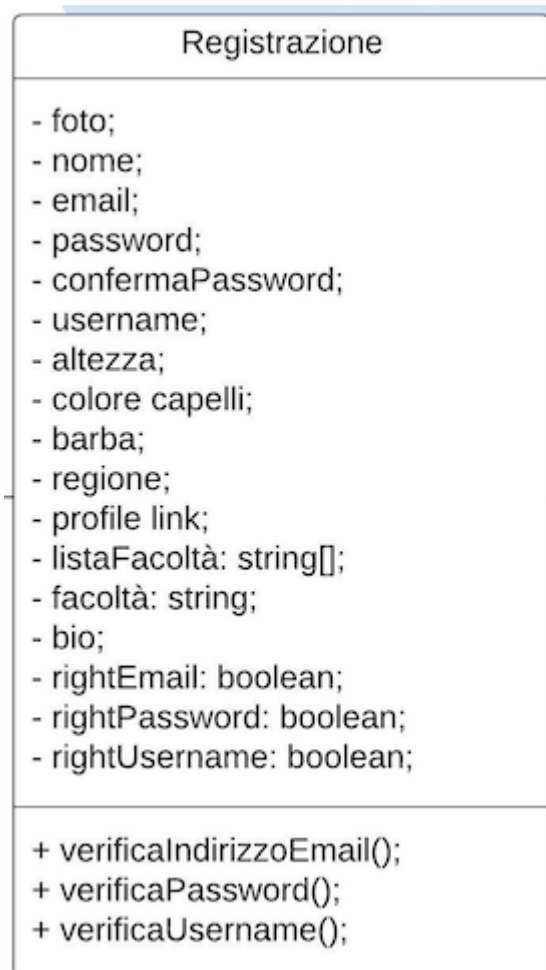 Registrazione
- foto;
- nome;
- email;
- password;
- confermaPassword;
- username;
- altezza;
- colore capelli;
- barba;
- regione;
- profile link;
- listaFacoltà: string[];
- facoltà: string;
- bio;
- rightEmail: boolean;
- rightPassword: boolean;
- rightUsername: boolean;
+ verificaIndirizzoEmail();
+ verificaPassword();
+ verificaUsername();